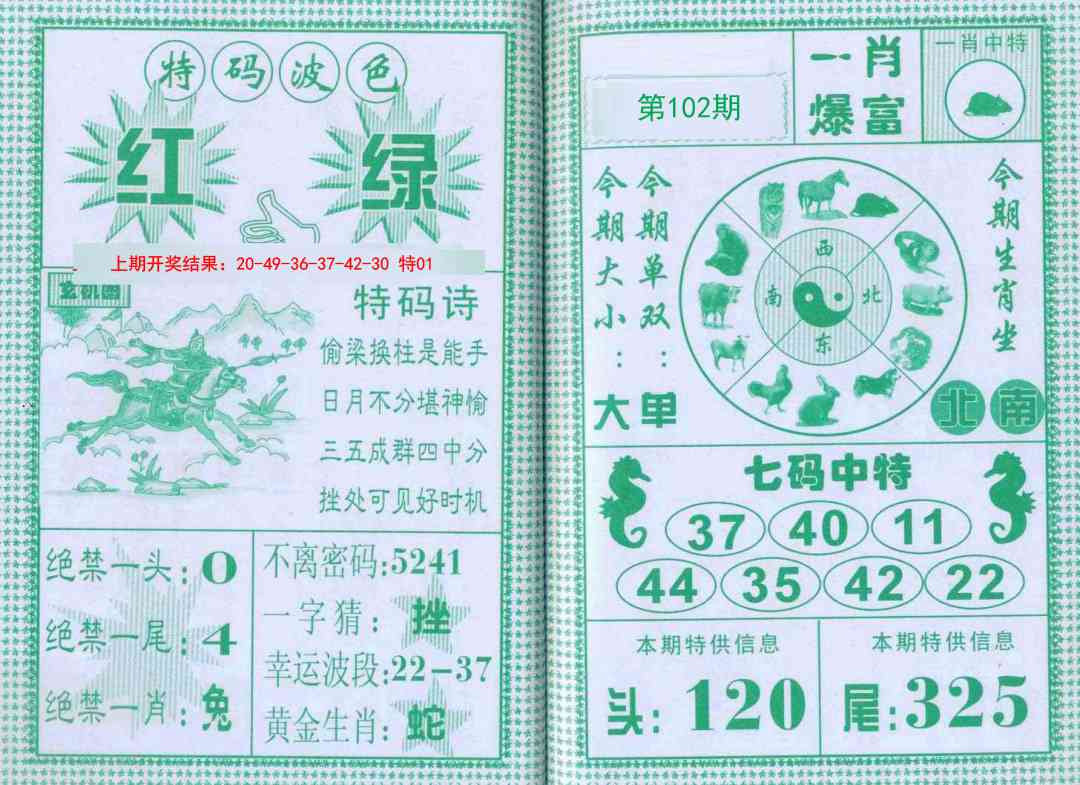 特码波色
红 绿
上期开奖结果：20-49-36-37-42-30 特01
玄机图
特码诗
偷梁换柱是能手
日月不分堪神愉
三五成群四中分
挫处可见好时机
绝禁一头：0
绝禁一尾：4
绝禁一肖：兔
不离密码：5241
一字猜：挫
幸运波段：22-37
黄金生肖：蛇
第102期
一肖
爆富
一肖中特
今期大小：大
今期单双：单
西
南 北
东
今期生肖坐
北 南
七码中特
37 40 11
44 35 42 22
本期特供信息
头：120
本期特供信息
尾：325